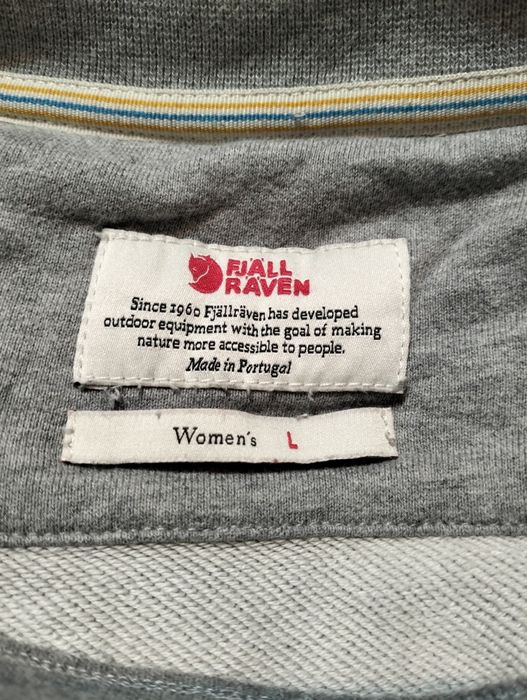 FJÄLL
RÄVEN
Since 1960 Fjällräven has developed
outdoor equipment with the goal of making
nature more accessible to people.
Made in Portugal
Women's L